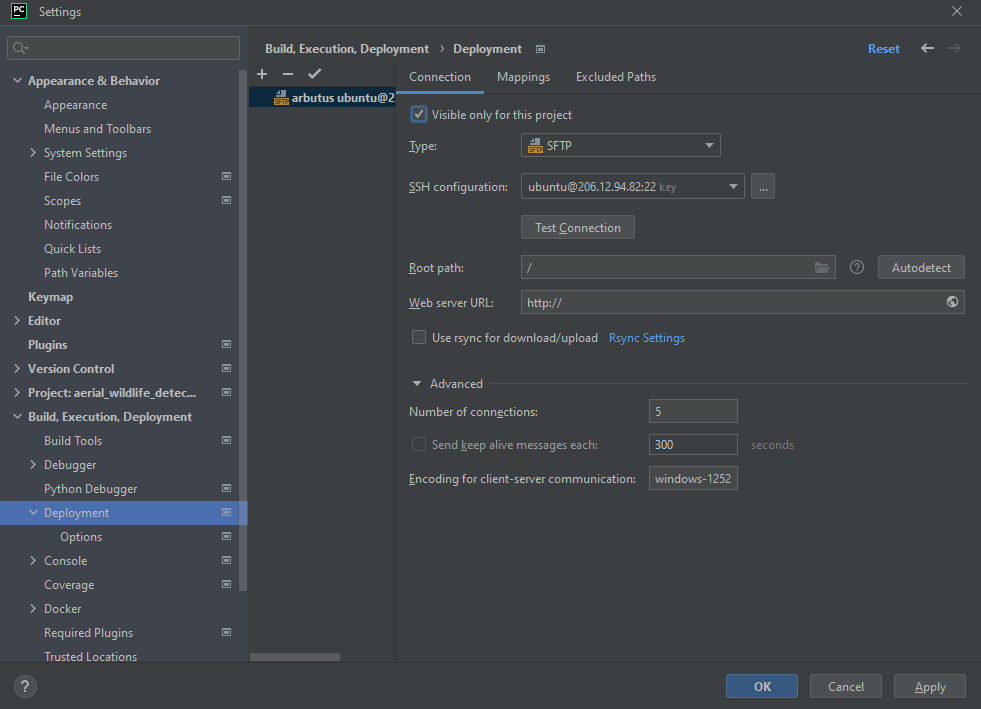 PC Settings
Build, Execution, Deployment › Deployment
Reset
Appearance & Behavior
Appearance
Menus and Toolbars
System Settings
File Colors
Scopes
Notifications
Quick Lists
Path Variables
Keymap
Editor
Plugins
Version Control
Project: aerial_wildlife_detec...
Build, Execution, Deployment
Build Tools
Debugger
Python Debugger
Deployment
Options
Console
Coverage
Docker
Required Plugins
Trusted Locations
SFTP arbutus ubuntu@2
Connection Mappings Excluded Paths
Visible only for this project
Type: SFTP SFTP
SSH configuration: ubuntu@206.12.94.82:22 key ...
Test Connection
Root path: / ? Autodetect
Web server URL: http://
Use rsync for download/upload Rsync Settings
Advanced
Number of connections: 5
Send keep alive messages each: 300 seconds
Encoding for client-server communication: windows-1252
? OK Cancel Apply